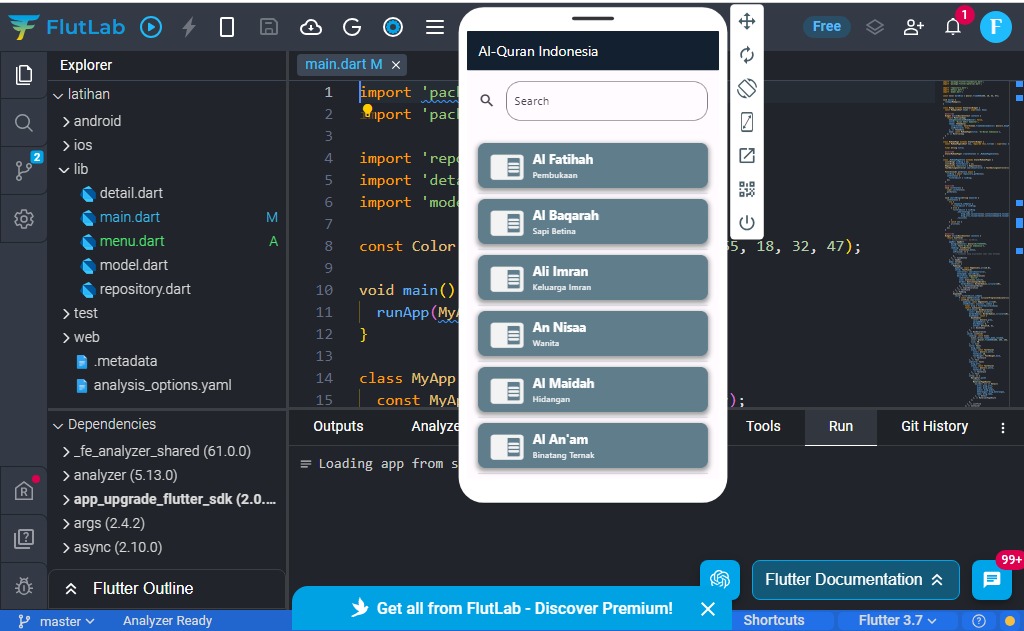 FlutLab
Free
1
F
Explorer
main.dart M ×
latihan
android
ios
lib
detail.dart
main.dart M
menu.dart A
model.dart
repository.dart
test
web
.metadata
analysis_options.yaml
2
Dependencies
_fe_analyzer_shared (61.0.0)
analyzer (5.13.0)
app_upgrade_flutter_sdk (2.0....
args (2.4.2)
async (2.10.0)
Flutter Outline
1 import 'pac
2 import 'pac
3
4 import 'repo
5 import 'deta
6 import 'mode
7
8 const Color 55, 18, 32, 47);
9
10 void main()
11 runApp(MyA
12 }
13
14 class MyApp
15 const MyAp );
Al-Quran Indonesia
Search
Al Fatihah
Pembukaan
Al Baqarah
Sapi Betina
Ali Imran
Keluarga Imran
An Nisaa
Wanita
Al Maidah
Hidangan
Al An'am
Binatang Ternak
Outputs
Analyze
Tools
Run
Git History
Loading app from s
99+
Flutter Documentation
Get all from FlutLab - Discover Premium!
master
Analyzer Ready
Shortcuts
Flutter 3.7